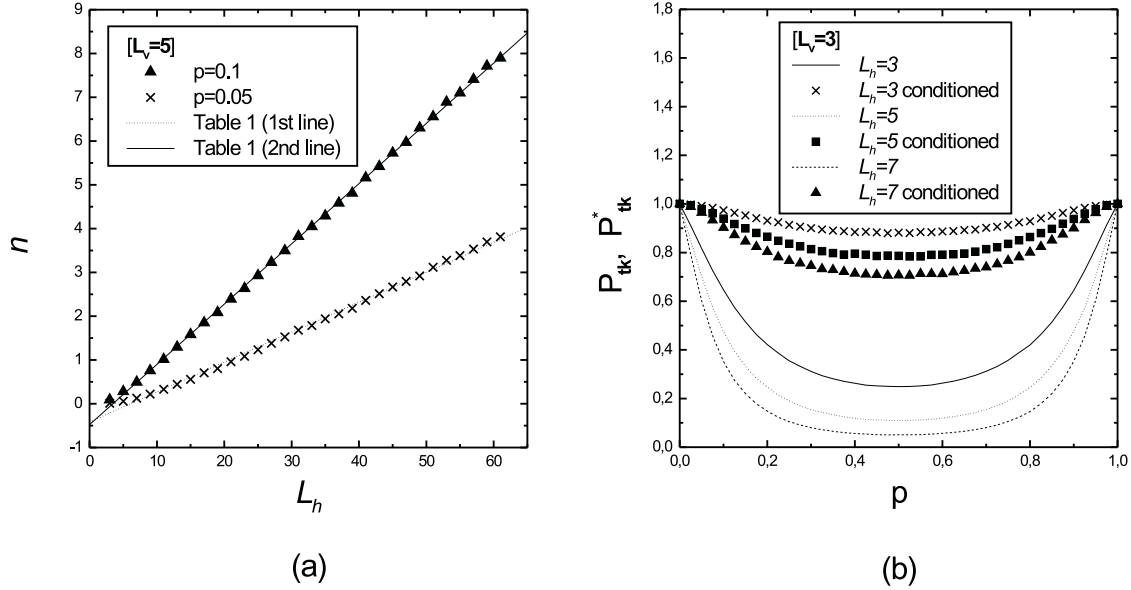 9
8
7
6
5
4
3
2
1
0
-1
n
[L_v=5]
p=0.1
p=0.05
Table 1 (1st line)
Table 1 (2nd line)
0 10 20 30 40 50 60
L_h
(a)
1,8
1,6
1,4
1,2
1,0
0,8
0,6
0,4
0,2
0,0
P_tk, P*_tk
[L_v=3]
L_h=3
L_h=3 conditioned
L_h=5
L_h=5 conditioned
L_h=7
L_h=7 conditioned
0,0 0,2 0,4 0,6 0,8 1,0
p
(b)